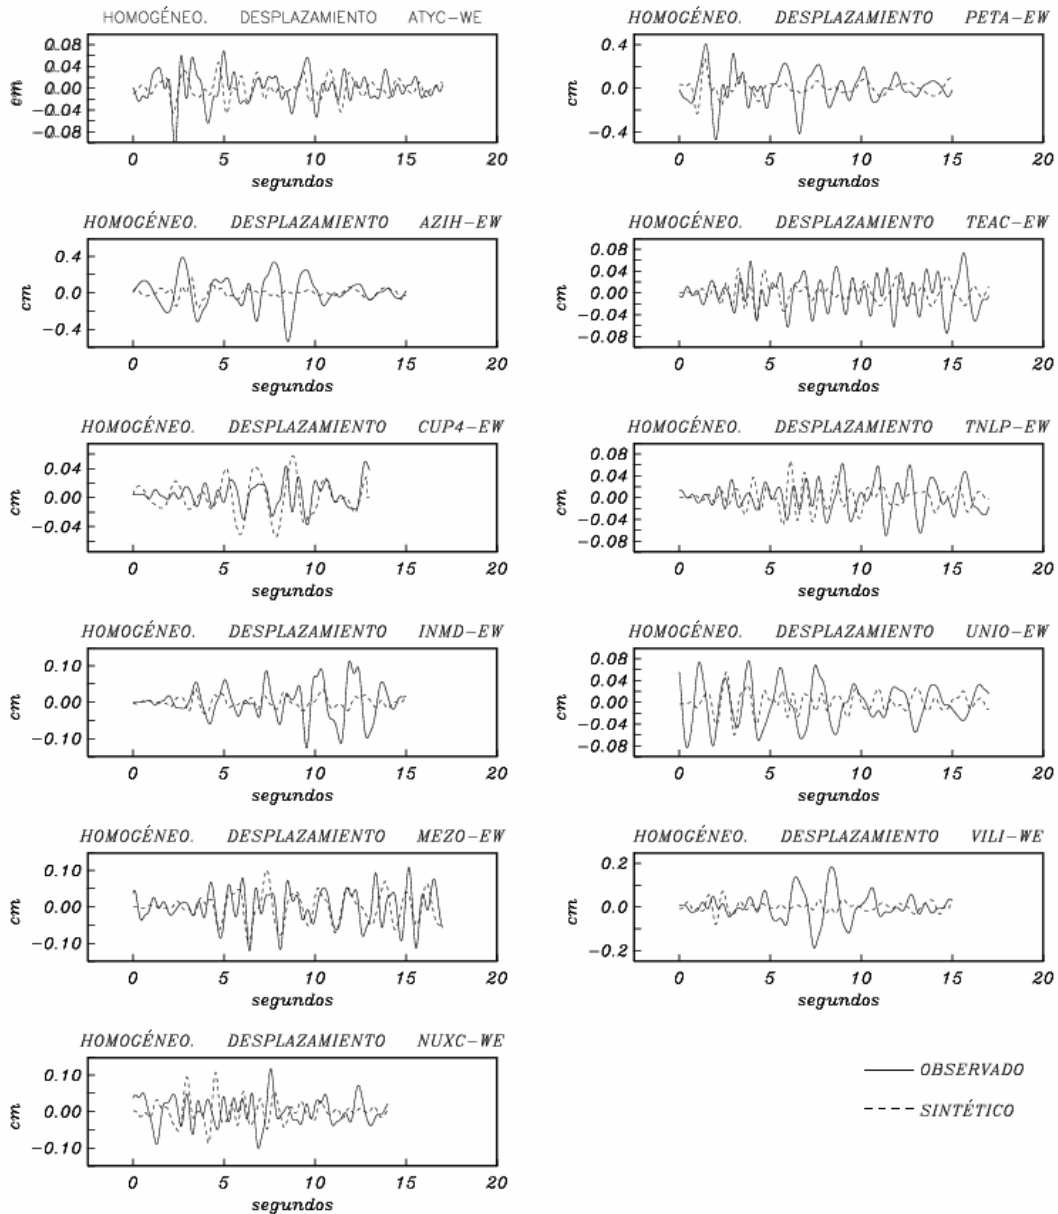 HOMOGÉNEO. DESPLAZAMIENTO ATYC-WE
0.08
0.04
0.00
-0.04
-0.08
cm
0 5 10 15 20
segundos
HOMOGÉNEO. DESPLAZAMIENTO PETA-EW
0.4
0.0
-0.4
cm
0 5 10 15 20
segundos
HOMOGÉNEO. DESPLAZAMIENTO AZIH-EW
0.4
0.0
-0.4
cm
0 5 10 15 20
segundos
HOMOGÉNEO. DESPLAZAMIENTO TEAC-EW
0.08
0.04
0.00
-0.04
-0.08
cm
0 5 10 15 20
segundos
HOMOGÉNEO. DESPLAZAMIENTO CUP4-EW
0.04
0.00
-0.04
cm
0 5 10 15 20
segundos
HOMOGÉNEO. DESPLAZAMIENTO TNLP-EW
0.08
0.04
0.00
-0.04
-0.08
cm
0 5 10 15 20
segundos
HOMOGÉNEO. DESPLAZAMIENTO INMD-EW
0.10
0.00
-0.10
cm
0 5 10 15 20
segundos
HOMOGÉNEO. DESPLAZAMIENTO UNIO-EW
0.08
0.04
0.00
-0.04
-0.08
cm
0 5 10 15 20
segundos
HOMOGÉNEO. DESPLAZAMIENTO MEZO-EW
0.10
0.00
-0.10
cm
0 5 10 15 20
segundos
HOMOGÉNEO. DESPLAZAMIENTO VILI-WE
0.2
0.0
-0.2
cm
0 5 10 15 20
segundos
HOMOGÉNEO. DESPLAZAMIENTO NUXC-WE
0.10
0.00
-0.10
cm
0 5 10 15 20
segundos
OBSERVADO
SINTÉTICO